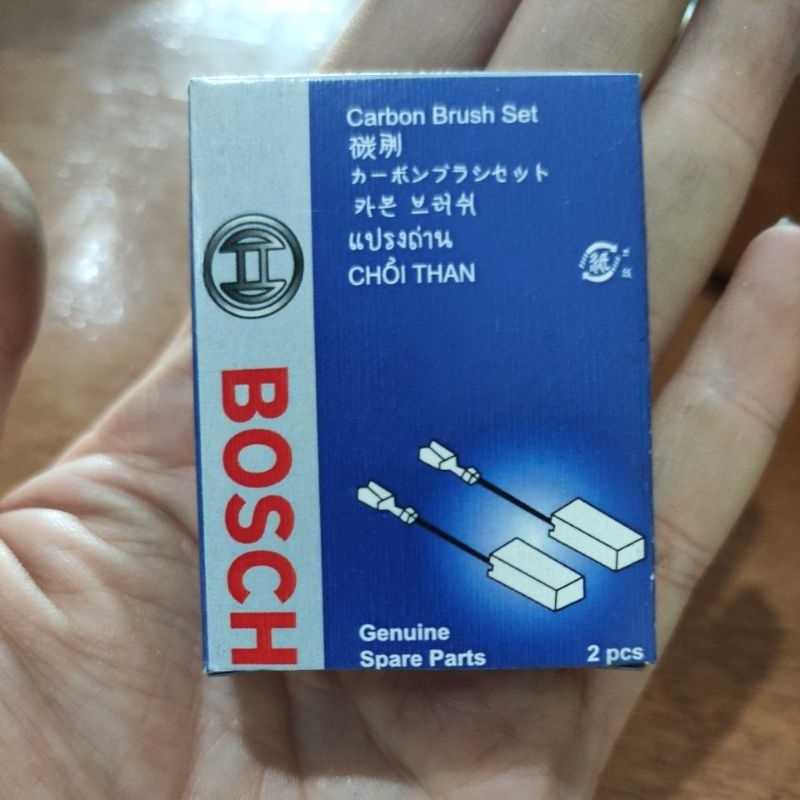 Carbon Brush Set
碳刷
カーボンブラシセット
카본 브러쉬
แปรงถ่าน
CHỔI THAN
紙
BOSCH
Genuine
Spare Parts
2 pcs